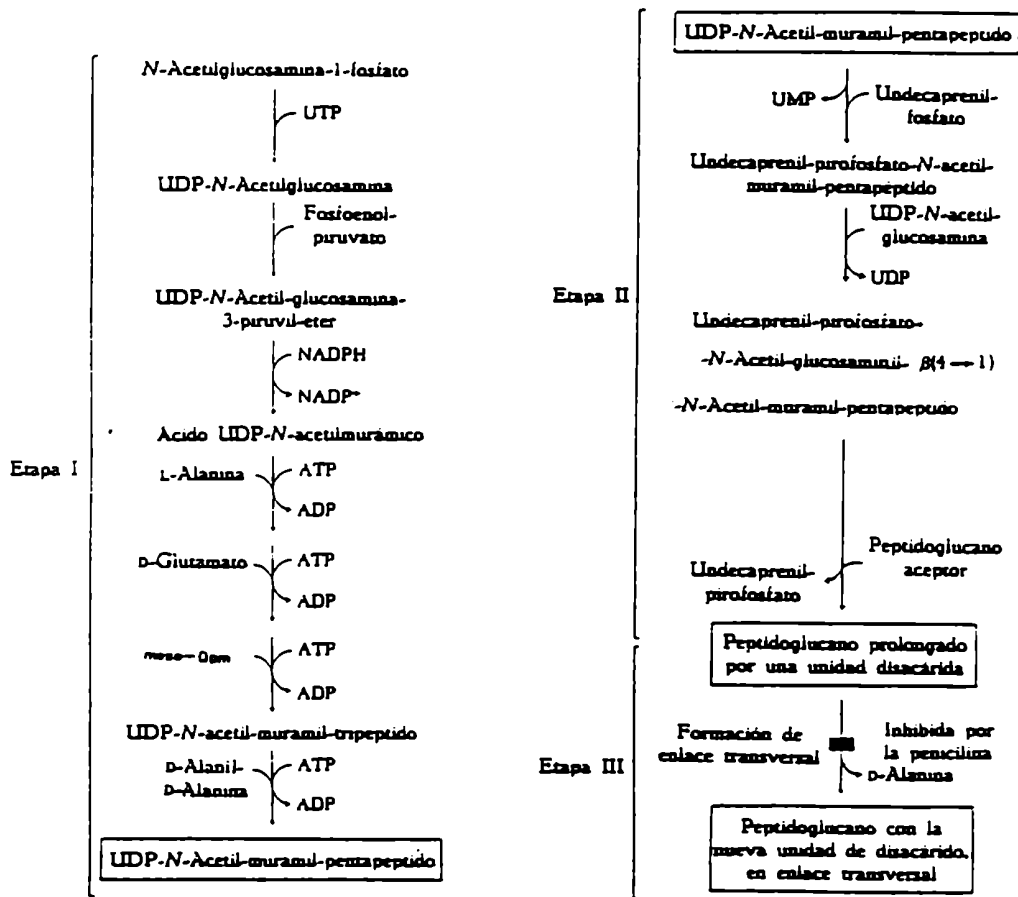 N-Acetilglucosamina-1-fosfato
UTP
UDP-N-Acetilglucosamina
Fosfoenol-
piruvato
UDP-N-Acetil-glucosamina-
3-piruvil-eter
NADPH
NADP+
Acido UDP-N-acetilmurámico
Etapa I
L-Alanina
ATP
ADP
D-Glutamato
ATP
ADP
meso-Dpm
ATP
ADP
UDP-N-acetil-muramil-tripeptido
D-Alanil-
D-Alanina
ATP
ADP
UDP-N-Acetil-muramil-pentapeptido
UDP-N-Acetil-muramil-pentapeptido
UMP
Undecaprenil-
fosfato
Undecaprenil-pirofosfato-N-acetil-
muramil-pentapéptido
UDP-N-acetil-
glucosamina
UDP
Etapa II
Undecaprenil-pirofosfato-
-N-Acetil-glucosaminil- β(4→1)
-N-Acetil-muramil-pentapeptido
Peptidoglucano
aceptor
Undecaprenil-
pirofosfato
Peptidoglucano prolongado
por una unidad disacárida
Etapa III
Formación de
enlace transversal
Inhibida por
la penicilina
D-Alanina
Peptidoglucano con la
nueva unidad de disacárido,
en enlace transversal